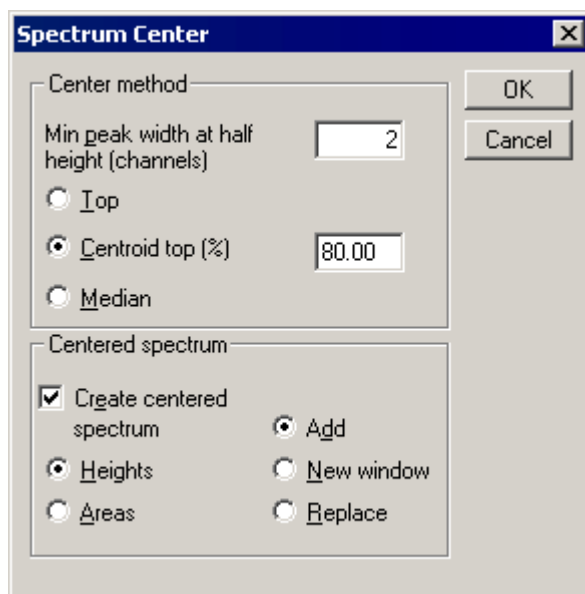 Spectrum Center
Center method
OK
Min peak width at half
height (channels)
2
Cancel
Top
Centroid top (%)
80.00
Median
Centered spectrum
Create centered
spectrum
Add
Heights
New window
Areas
Replace